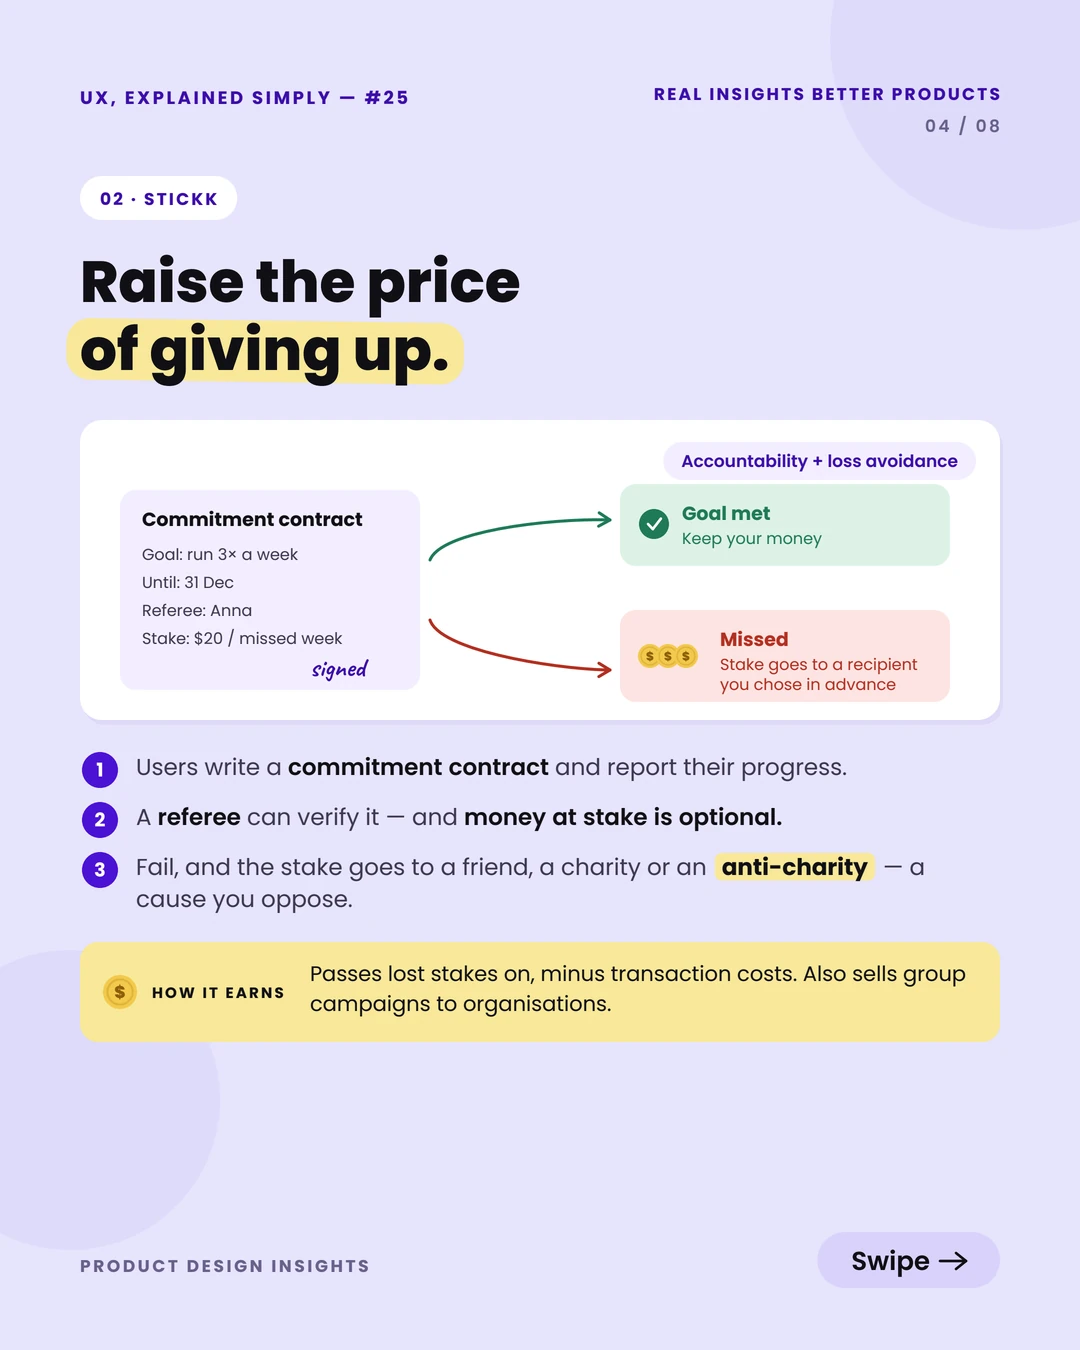 UX, EXPLAINED SIMPLY — #25
REAL INSIGHTS BETTER PRODUCTS
04 / 08
02 · STICKK
Raise the price
of giving up.
Accountability + loss avoidance
Commitment contract
Goal: run 3× a week
Until: 31 Dec
Referee: Anna
Stake: $20 / missed week
signed
Goal met
Keep your money
$ $ $
Missed
Stake goes to a recipient
you chose in advance
1 Users write a commitment contract and report their progress.
2 A referee can verify it — and money at stake is optional.
3 Fail, and the stake goes to a friend, a charity or an anti-charity — a
cause you oppose.
$ HOW IT EARNS
Passes lost stakes on, minus transaction costs. Also sells group
campaigns to organisations.
PRODUCT DESIGN INSIGHTS
Swipe →